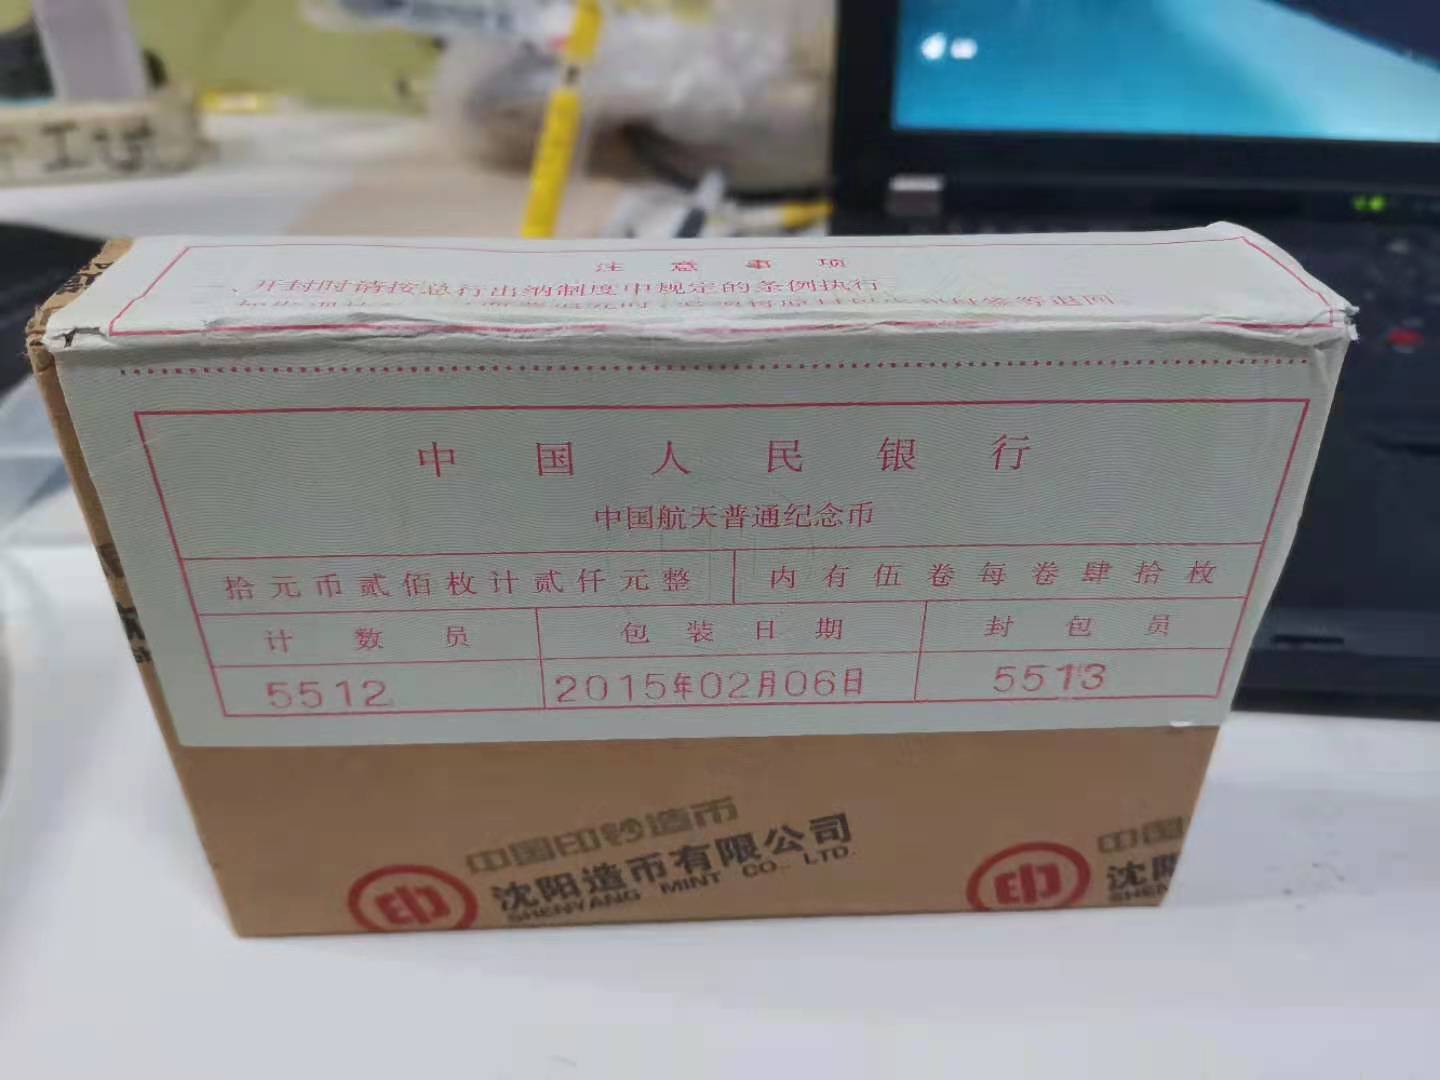 注意事项
一、开封时请按总行出纳制度中规定的条例执行
中国人民银行
中国航天普通纪念币
拾元币贰佰枚计贰仟元整
内有伍卷每卷肆拾枚
计数员
包装日期
封包员
5512
2015年02月06日
5513
中国印钞造币
沈阳造币有限公司
SHENYANG MINT CO., LTD.
中国
沈阳
SHEN